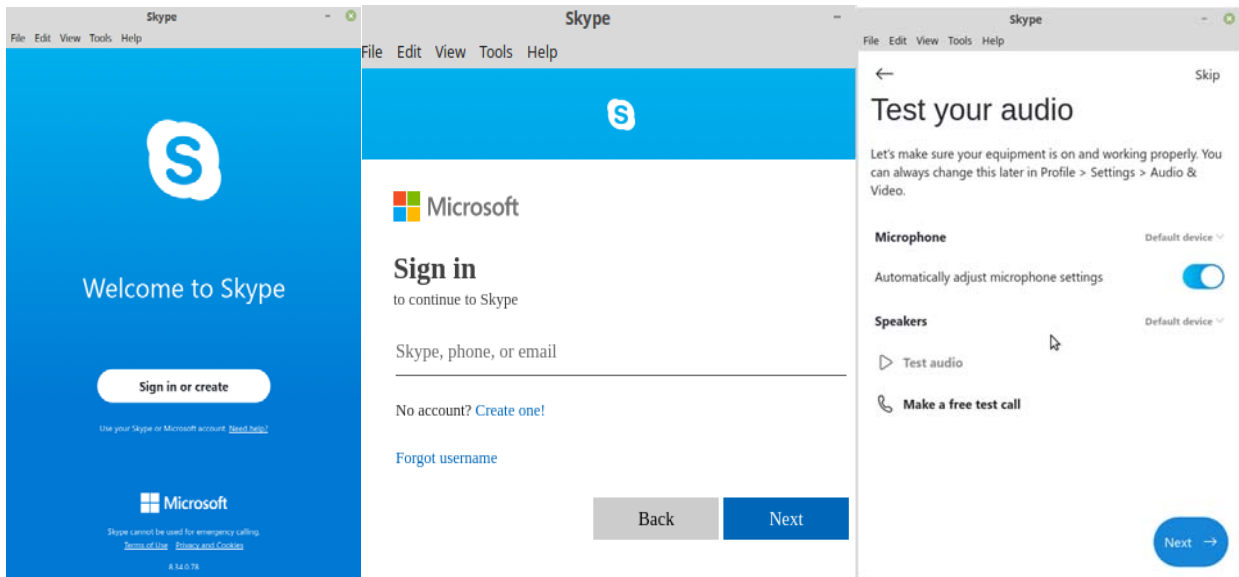 Skype
File Edit View Tools Help
S
Welcome to Skype
Sign in or create
Use your Skype or Microsoft account Need help?
Microsoft
Skype cannot be used for emergency calling.
Terms of Use Privacy and Cookies
8.34.0.78
Skype
File Edit View Tools Help
S
Microsoft
Sign in
to continue to Skype
Skype, phone, or email
No account? Create one!
Forgot username
Back Next
Skype
File Edit View Tools Help
Skip
Test your audio
Let's make sure your equipment is on and working properly. You
can always change this later in Profile > Settings > Audio &
Video.
Microphone Default device
Automatically adjust microphone settings
Speakers Default device
Test audio
Make a free test call
Next